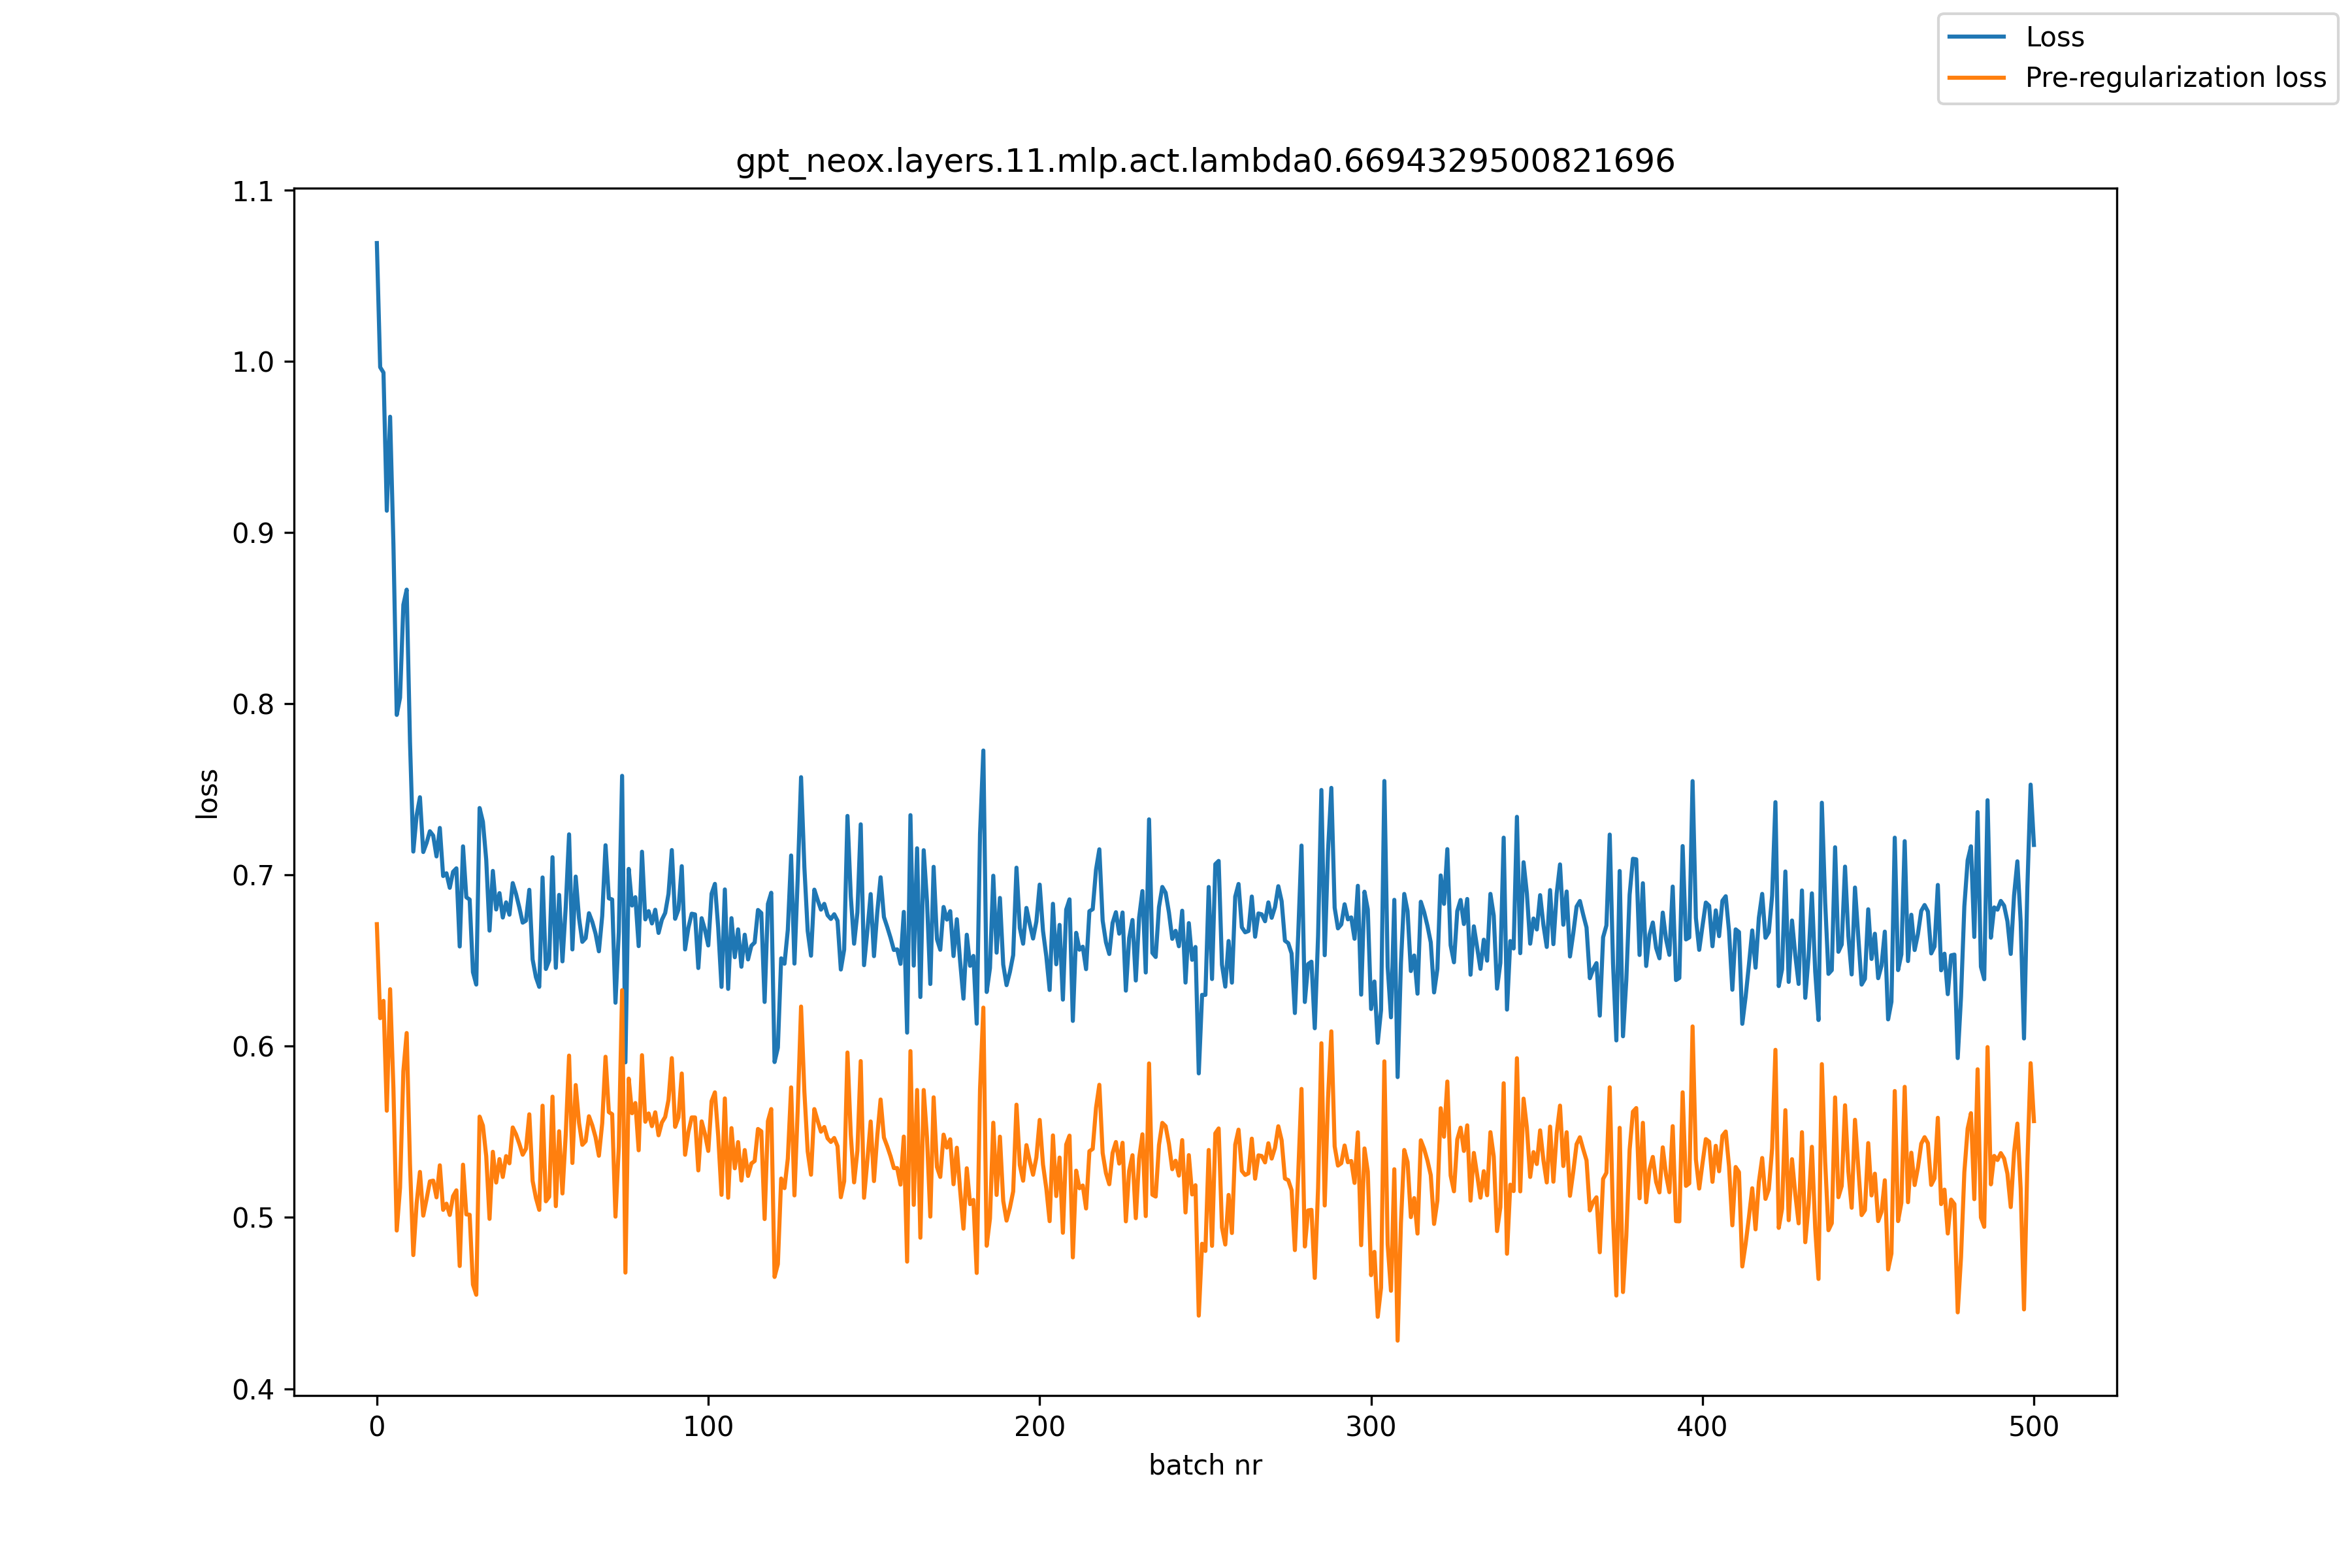 Loss
Pre-regularization loss
gpt_neox.layers.11.mlp.act.lambda0.6694329500821696
1.1
1.0
0.9
0.8
0.7
0.6
0.5
0.4
loss
0 100 200 300 400 500
batch nr